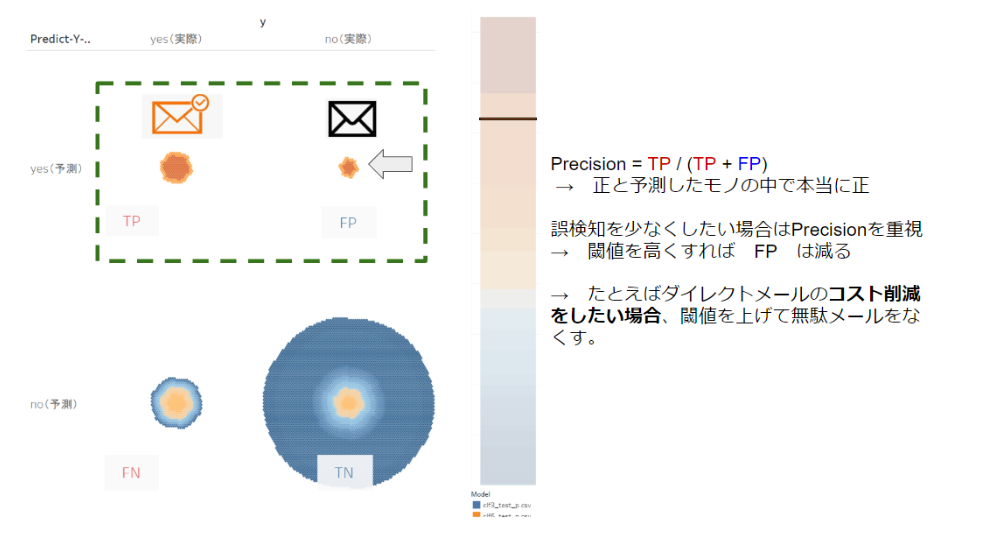 y
Predict-Y-.. yes(実際) no(実際)
yes(予測)
TP FP
no(予測)
FN TN
Model
clf3_test_p.csv
Precision = TP / (TP + FP)
→ 正と予測したモノの中で本当に正
誤検知を少なくしたい場合はPrecisionを重視
→ 閾値を高くすれば FP は減る
→ たとえばダイレクトメールのコスト削減
をしたい場合、閾値を上げて無駄メールをな
くす。